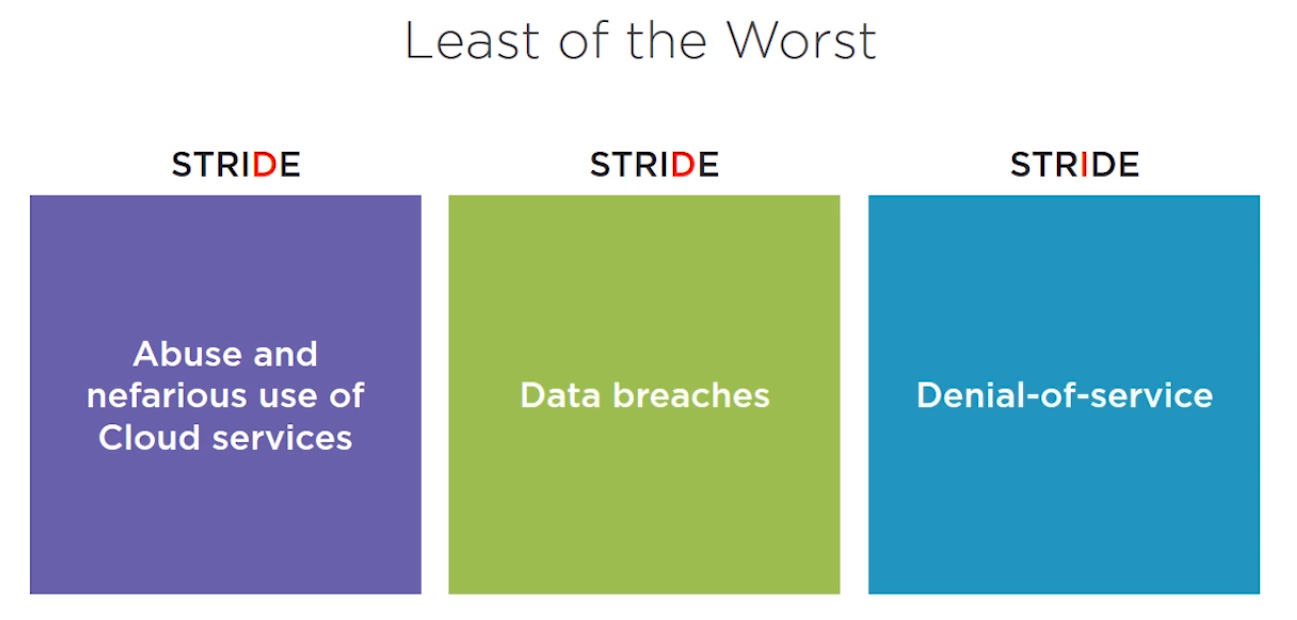 Least of the Worst
STRIDE
STRIDE
STRIDE
Abuse and
nefarious use of
Cloud services
Data breaches
Denial-of-service